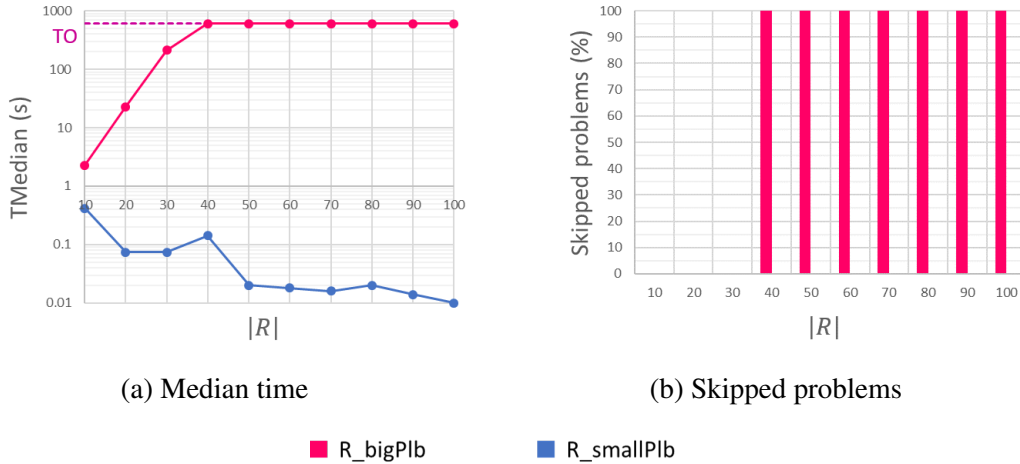 1000
TO
100
10
1
0.1
0.01
TMedian (s)
10 20 30 40 50 60 70 80 90 100
|R|
(a) Median time
100
90
80
70
60
50
40
30
20
10
0
Skipped problems (%)
10 20 30 40 50 60 70 80 90 100
|R|
(b) Skipped problems
R_bigPlb R_smallPlb